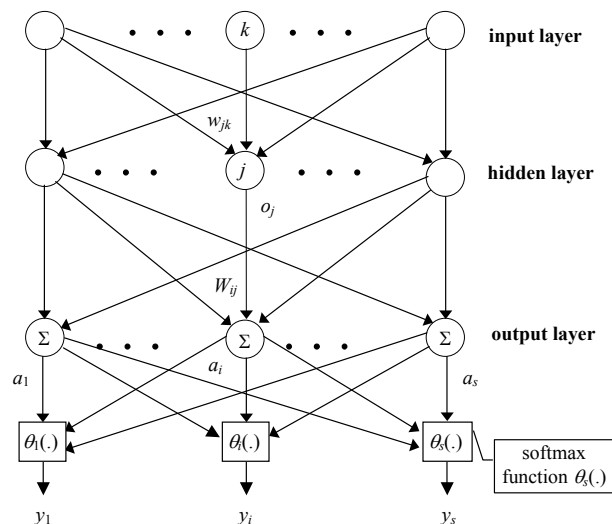 k
input layer
w_jk
j
hidden layer
o_j
W_ij
Σ Σ Σ
output layer
a_1 a_i a_s
θ_1(.) θ_i(.) θ_s(.)
softmax
function θ_s(.)
y_1 y_i y_s